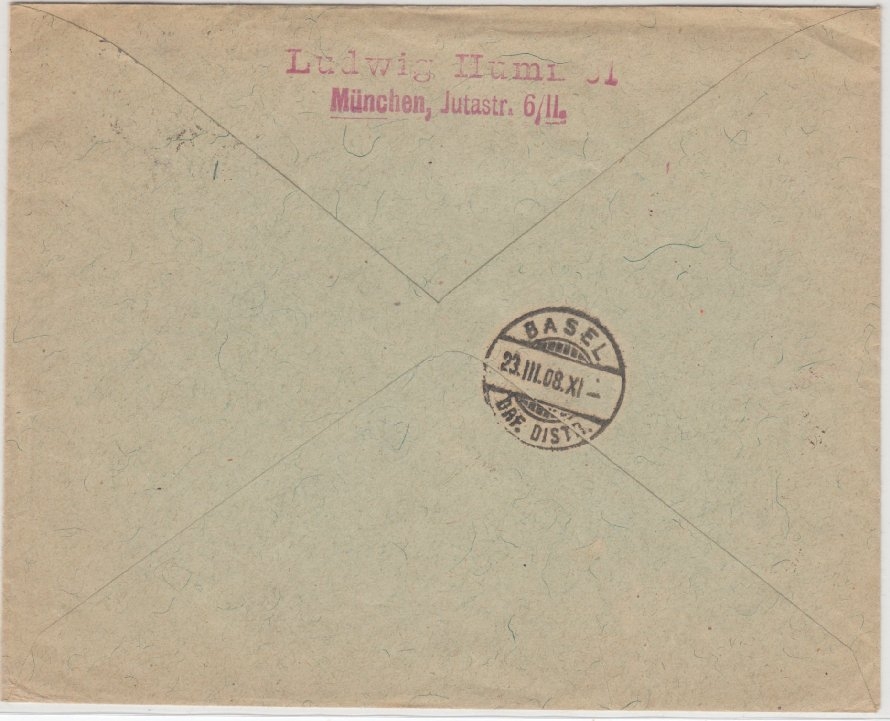 Ludwig
München, Jutastr. 6/II.
BASEL
23.III.08.XI–
BRF. DISTR.